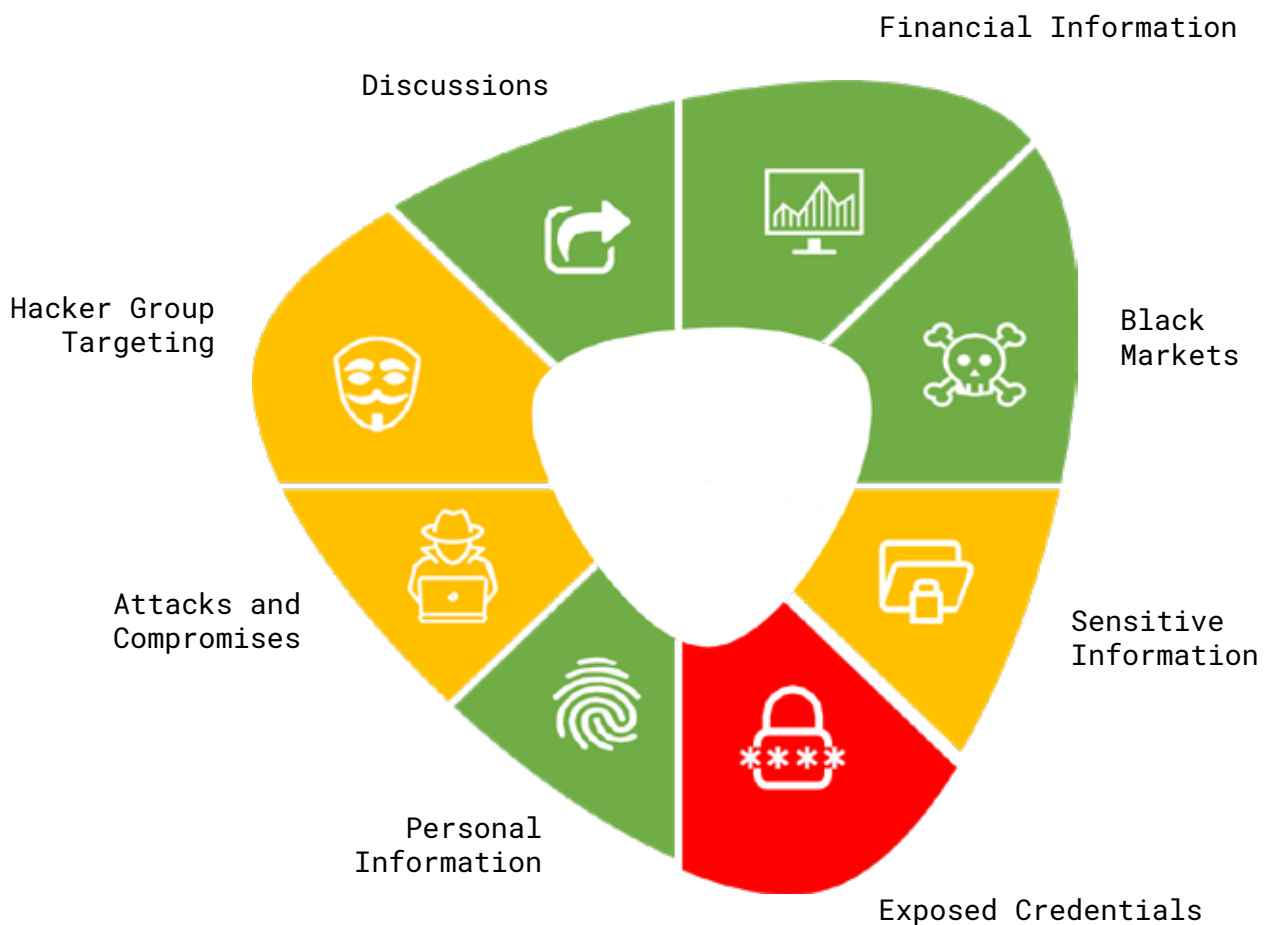 Financial Information
Discussions
Hacker Group
Targeting
Black
Markets
Attacks and
Compromises
Sensitive
Information
****
Personal
Information
Exposed Credentials